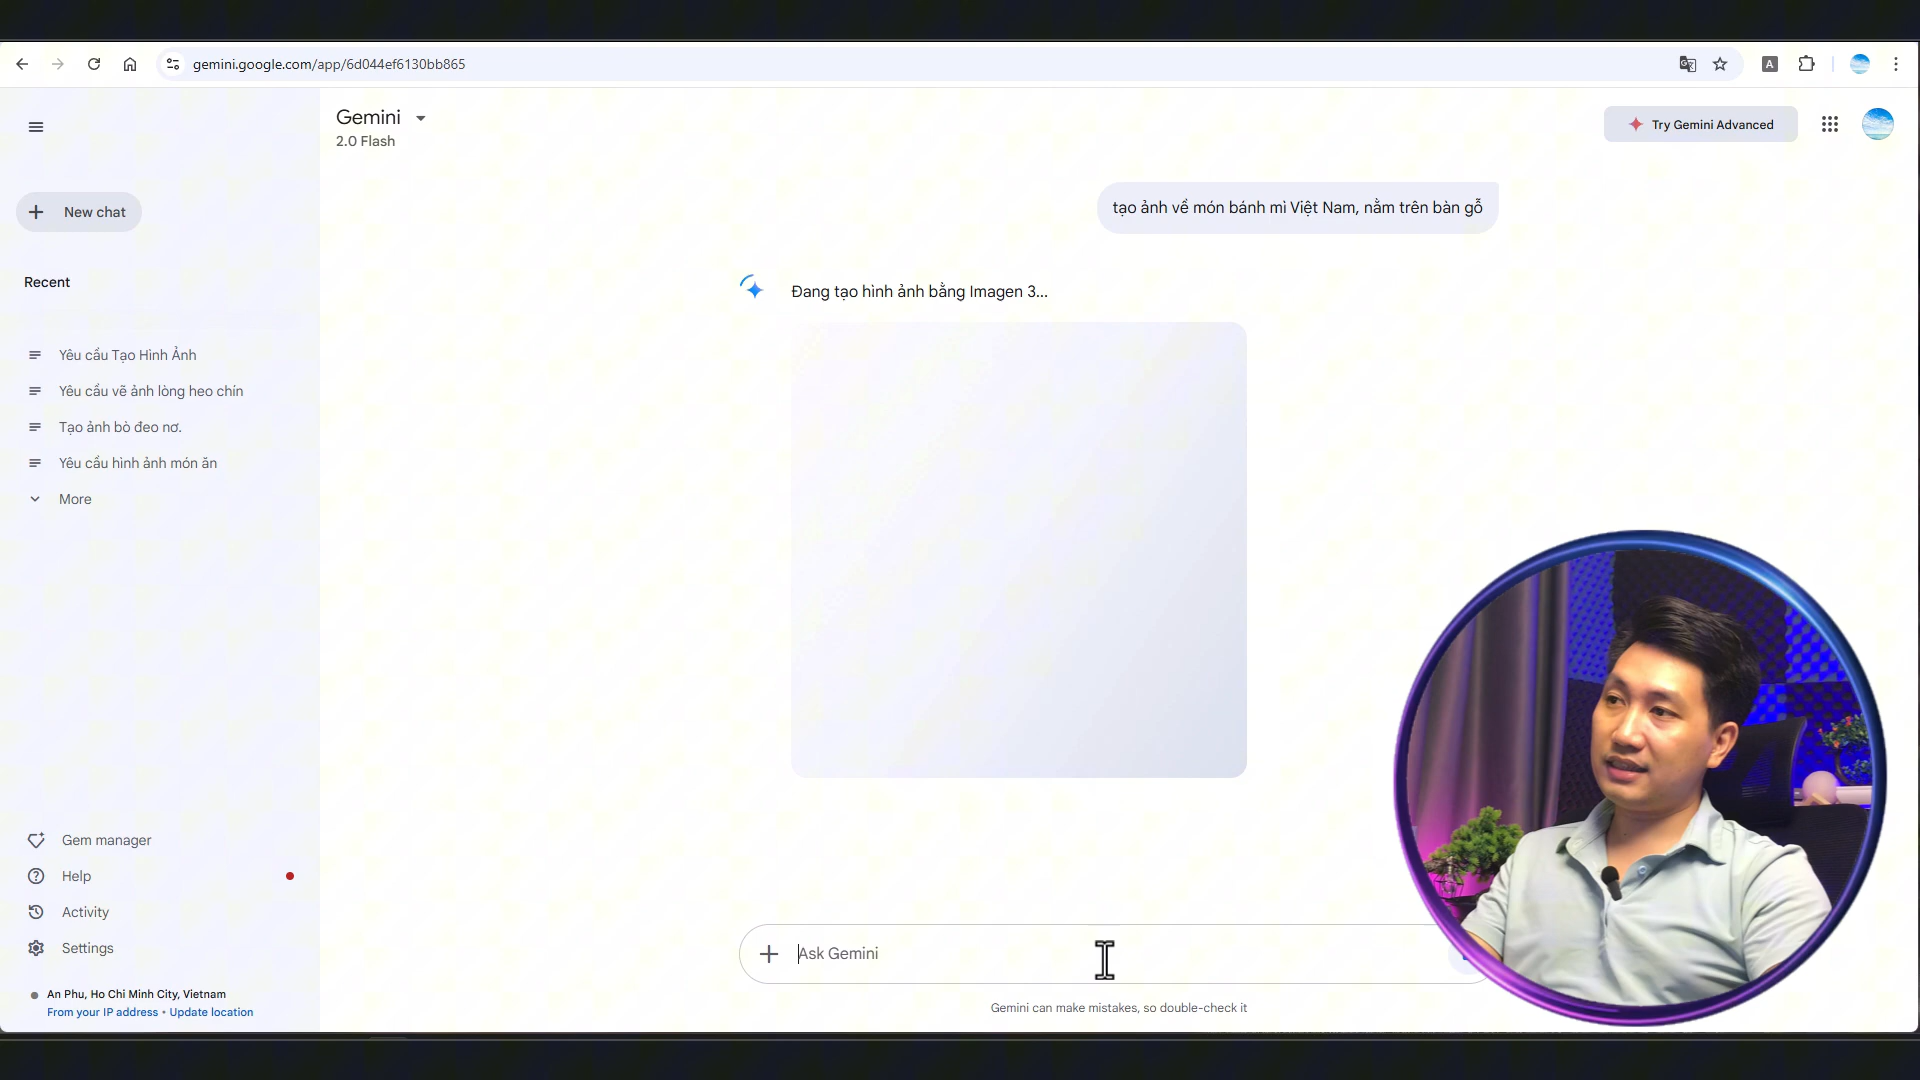 gemini.google.com/app/6d044ef6130bb865
A
Gemini
2.0 Flash
Try Gemini Advanced
New chat
tạo ảnh về món bánh mì Việt Nam, nằm trên bàn gỗ
Recent
Đang tạo hình ảnh bằng Imagen 3...
Yêu cầu Tạo Hình Ảnh
Yêu cầu vẽ ảnh lòng heo chín
Tạo ảnh bò đeo nơ.
Yêu cầu hình ảnh món ăn
More
Gem manager
Help
Activity
Settings
Ask Gemini
An Phu, Ho Chi Minh City, Vietnam
From your IP address • Update location
Gemini can make mistakes, so double-check it